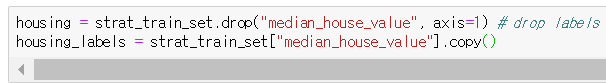 housing = strat_train_set.drop("median_house_value", axis=1) # drop labels
housing_labels = strat_train_set["median_house_value"].copy()